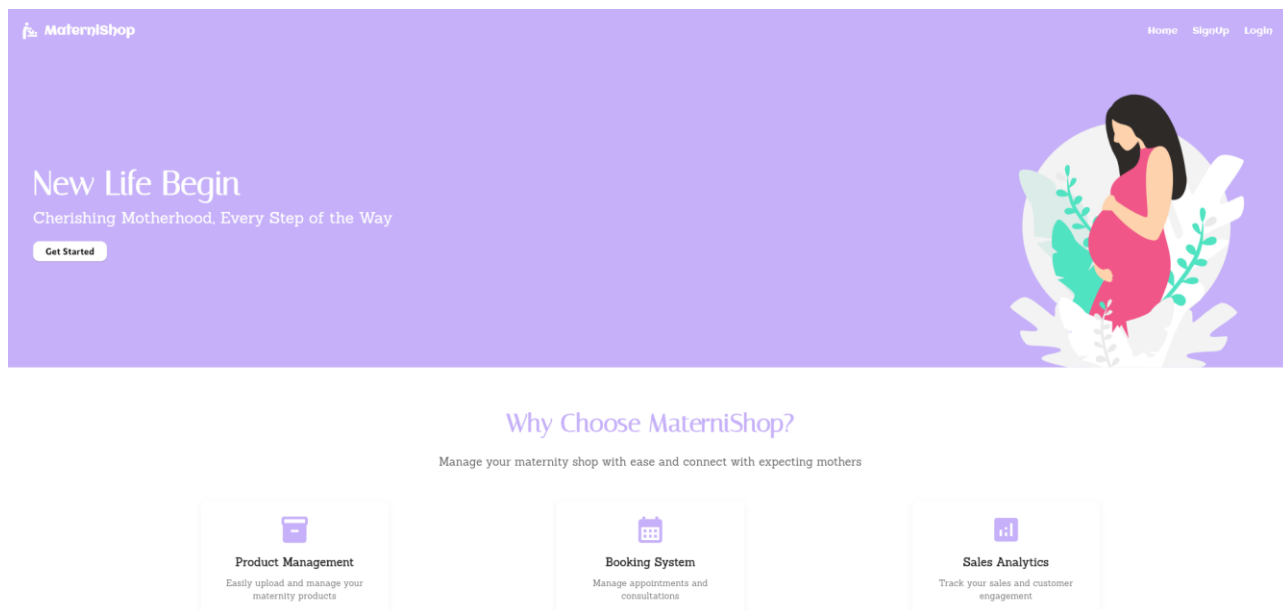 MaterniShop
Home SignUp Login
New Life Begin
Cherishing Motherhood, Every Step of the Way
Get Started
Why Choose MaterniShop?
Manage your maternity shop with ease and connect with expecting mothers
Product Management
Easily upload and manage your
maternity products
Booking System
Manage appointments and
consultations
Sales Analytics
Track your sales and customer
engagement